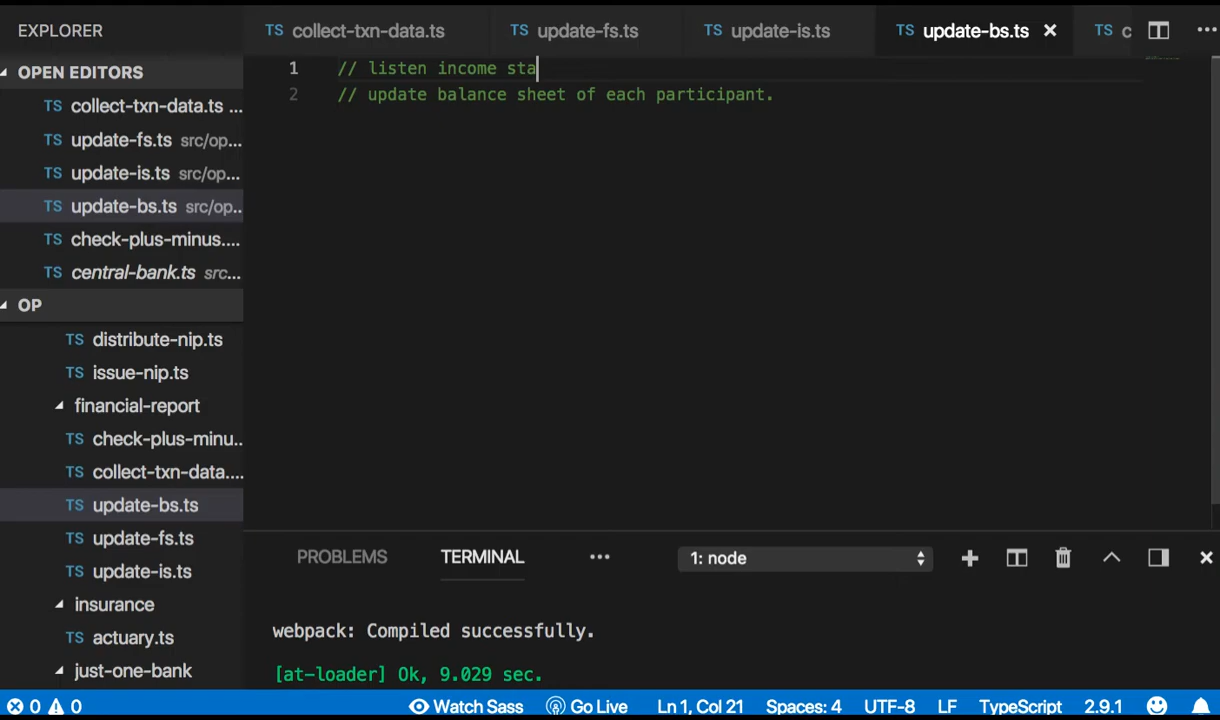 EXPLORER
TS collect-txn-data.ts TS update-fs.ts TS update-is.ts TS update-bs.ts × TS c ...
OPEN EDITORS
TS collect-txn-data.ts ...
TS update-fs.ts src/op...
TS update-is.ts src/op...
TS update-bs.ts src/op..
TS check-plus-minus....
TS central-bank.ts src...
OP
TS distribute-nip.ts
TS issue-nip.ts
financial-report
TS check-plus-minu..
TS collect-txn-data....
TS update-bs.ts
TS update-fs.ts
TS update-is.ts
insurance
TS actuary.ts
just-one-bank
1 // listen income sta
2 // update balance sheet of each participant.
PROBLEMS TERMINAL ... 1: node
webpack: Compiled successfully.
[at-loader] Ok, 9.029 sec.
0 0 Watch Sass Go Live Ln 1, Col 21 Spaces: 4 UTF-8 LF TypeScript 2.9.1